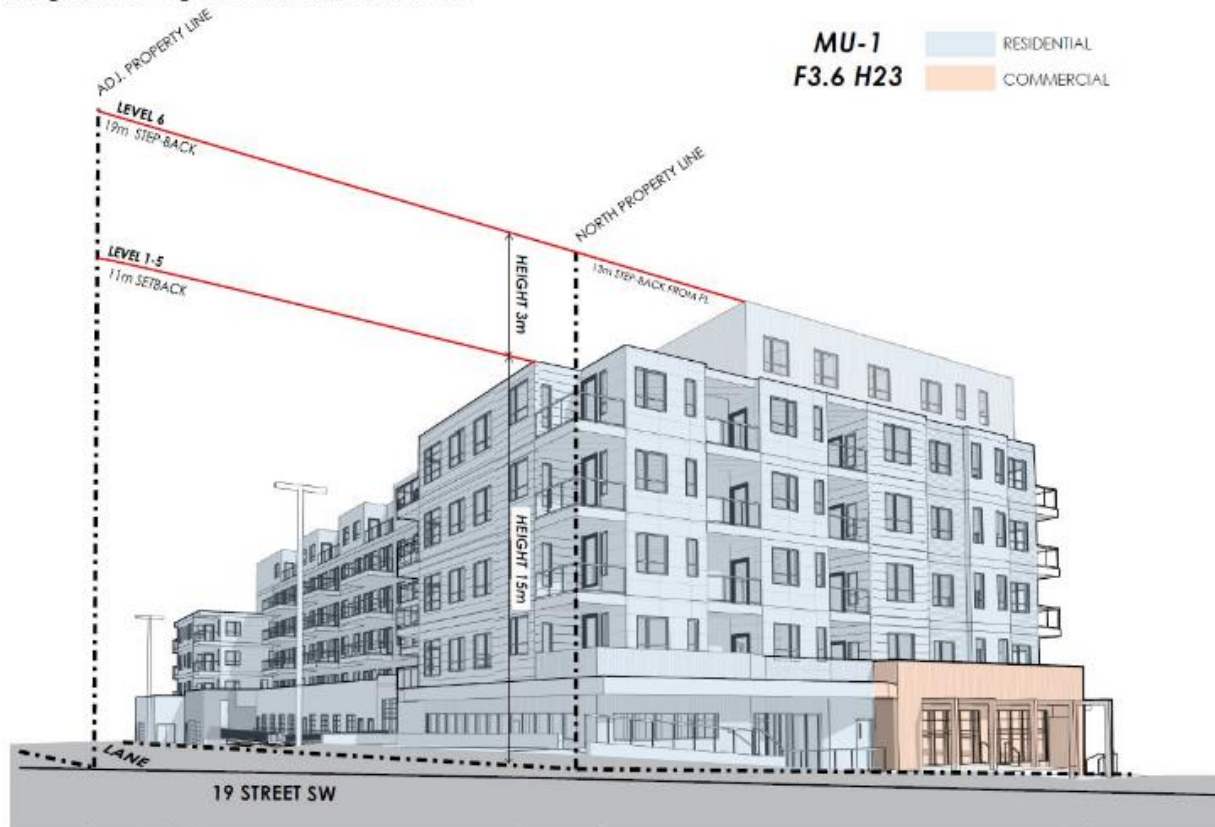 ADJ. PROPERTY LINE
MU-1
F3.6 H23
RESIDENTIAL
COMMERCIAL
LEVEL 6
19m STEP-BACK
NORTH PROPERTY LINE
LEVEL 1-5
11m SETBACK
HEIGHT 3m
13m STEP-BACK FROM PL
HEIGHT 15m
LANE
19 STREET SW